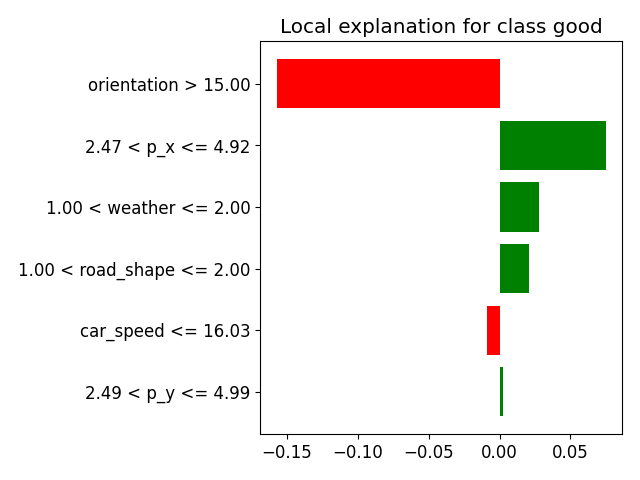 Local explanation for class good
orientation > 15.00
2.47 < p_x <= 4.92
1.00 < weather <= 2.00
1.00 < road_shape <= 2.00
car_speed <= 16.03
2.49 < p_y <= 4.99
−0.15 −0.10 −0.05 0.00 0.05